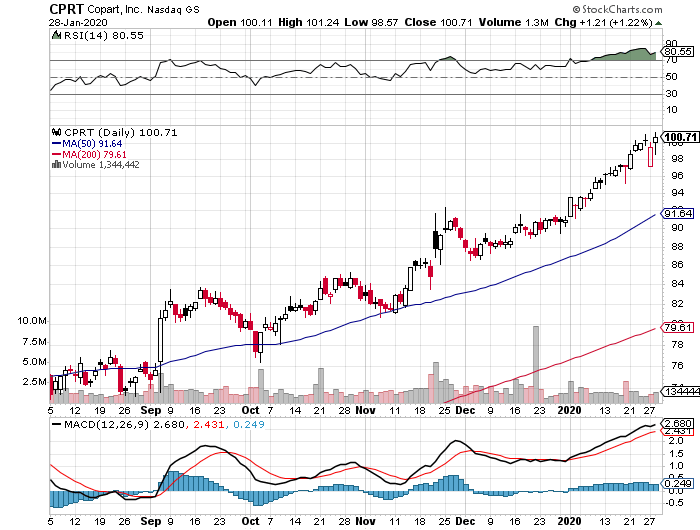 CPRT Copart, Inc. Nasdaq GS © StockCharts.com
28-Jan-2020 Open 100.11 High 101.24 Low 98.57 Close 100.71 Volume 1.3M Chg +1.21 (+1.22%)
RSI(14) 80.55
90
80.55
70
50
30
10
CPRT (Daily) 100.71
MA(50) 91.64
MA(200) 79.61
Volume 1,344,442
100.71
98
96
94
91.64
90
88
86
84
82
79.61
78
76
10.0M
7.5M
5.0M
2.5M
5 12 19 26 Sep 9 16 23 Oct 7 14 21 28 Nov 11 18 25 Dec 9 16 23 2020 13 21 27
MACD(12,26,9) 2.680, 2.431, 0.249
2.680
2.431
2.0
1.5
1.0
0.5
0.249
0.0
-0.5
5 12 19 26 Sep 9 16 23 Oct 7 14 21 28 Nov 11 18 25 Dec 9 16 23 2020 13 21 27